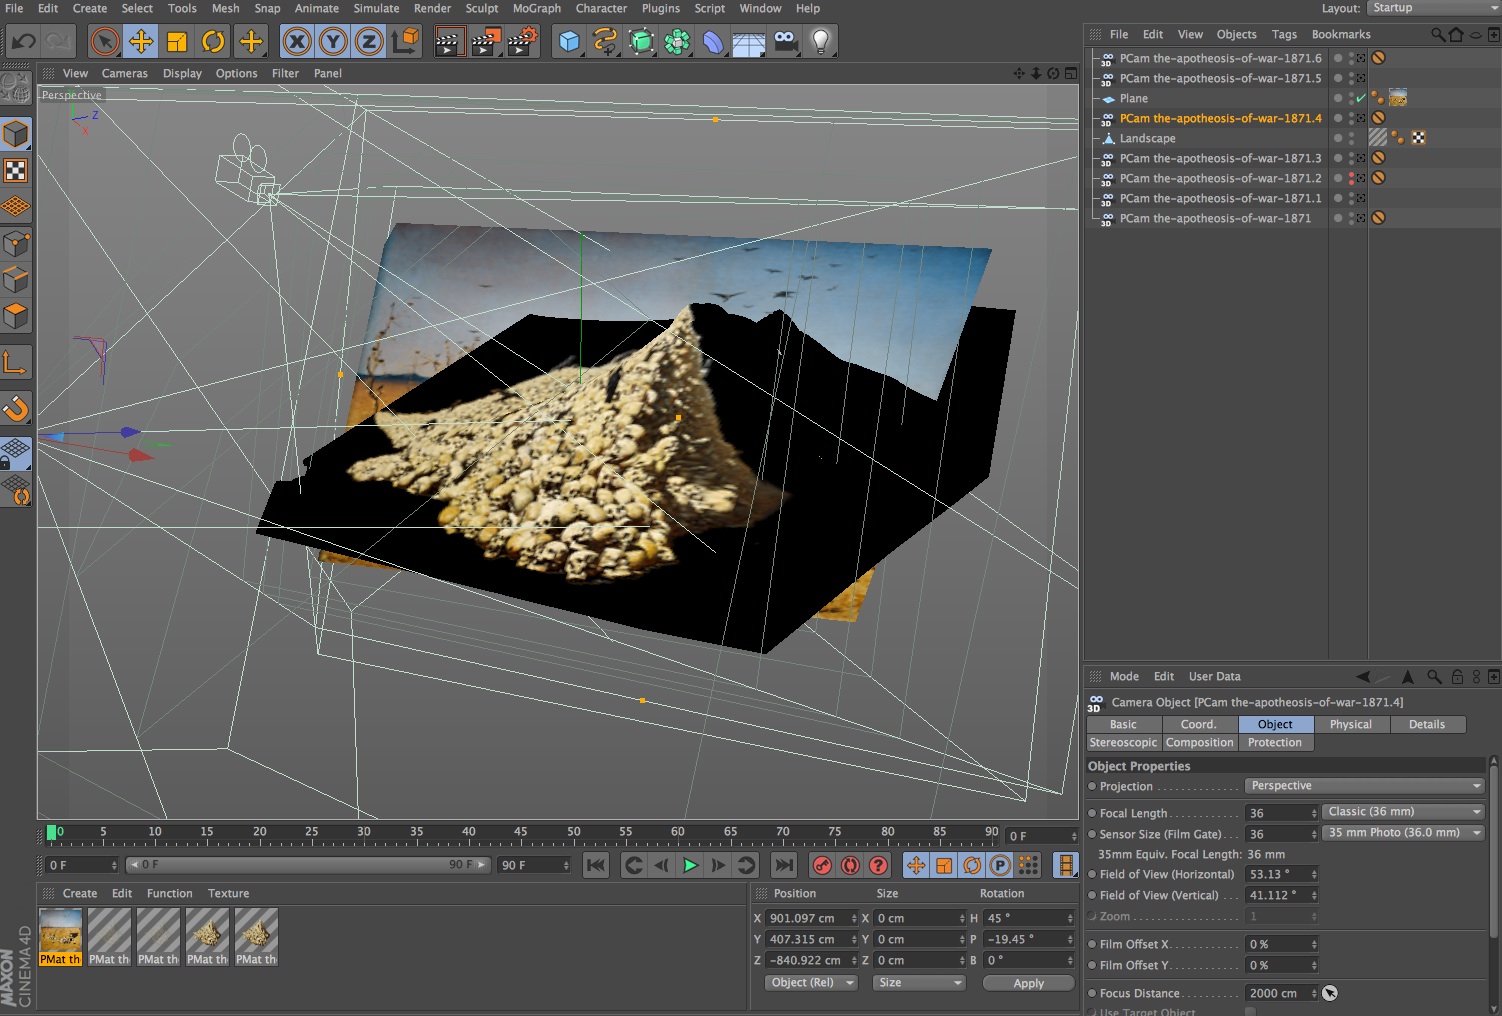 File Edit Create Select Tools Mesh Snap Animate Simulate Render Sculpt MoGraph Character Plugins Script Window Help Layout: Startup
View Cameras Display Options Filter Panel
Perspective
Z
X
File Edit View Objects Tags Bookmarks
PCam the-apotheosis-of-war-1871.6
PCam the-apotheosis-of-war-1871.5
Plane
PCam the-apotheosis-of-war-1871.4
Landscape
PCam the-apotheosis-of-war-1871.3
PCam the-apotheosis-of-war-1871.2
PCam the-apotheosis-of-war-1871.1
PCam the-apotheosis-of-war-1871
Mode Edit User Data
Camera Object [PCam the-apotheosis-of-war-1871.4]
Basic Coord. Object Physical Details
Stereoscopic Composition Protection
Object Properties
Projection Perspective
Focal Length 36 Classic (36 mm)
Sensor Size (Film Gate) 36 35 mm Photo (36.0 mm)
35mm Equiv. Focal Length: 36 mm
Field of View (Horizontal) 53.13 °
Field of View (Vertical) 41.112 °
Zoom 1
Film Offset X 0 %
Film Offset Y 0 %
Focus Distance 2000 cm
Use Target Object
0 5 10 15 20 25 30 35 40 45 50 55 60 65 70 75 80 85 90 0 F
0 F 0 F 90 F 90 F
Create Edit Function Texture
PMat th PMat th PMat th PMat th PMat th
MAXON
CINEMA 4D
Position Size Rotation
X 901.097 cm X 0 cm H 45 °
Y 407.315 cm Y 0 cm P -19.45 °
Z -840.922 cm Z 0 cm B 0 °
Object (Rel) Size Apply